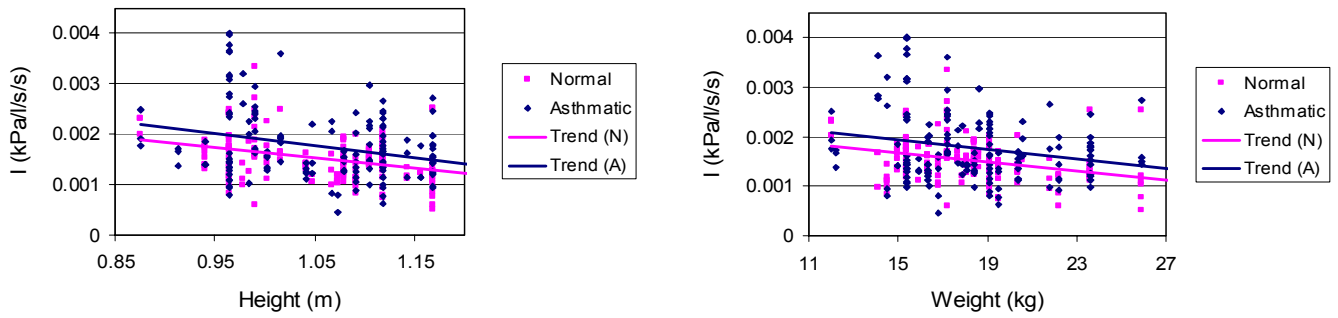 I (kPa/l/s/s)
0.004
0.003
0.002
0.001
0
0.85 0.95 1.05 1.15
Height (m)
Normal
Asthmatic
Trend (N)
Trend (A)
I (kPa/l/s/s)
0.004
0.003
0.002
0.001
0
11 15 19 23 27
Weight (kg)
Normal
Asthmatic
Trend (N)
Trend (A)